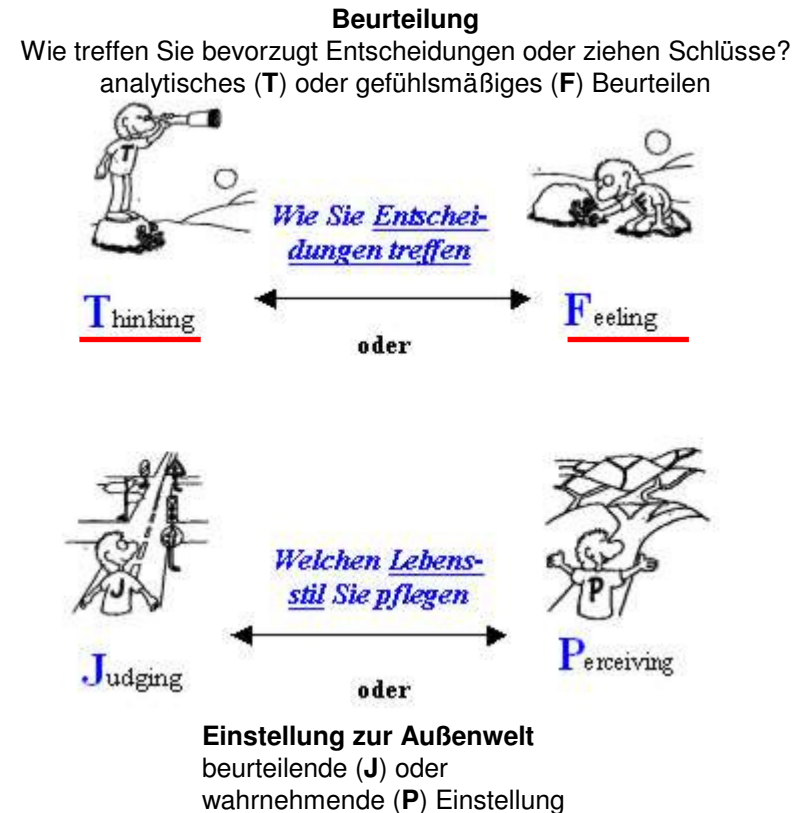 Beurteilung
Wie treffen Sie bevorzugt Entscheidungen oder ziehen Schlüsse?
analytisches (T) oder gefühlsmäßiges (F) Beurteilen
T
F
Wie Sie Entschei-
dungen treffen
Thinking
Feeling
oder
J
P
Welchen Lebens-
stil Sie pflegen
Judging
Perceiving
oder
Einstellung zur Außenwelt
beurteilende (J) oder
wahrnehmende (P) Einstellung